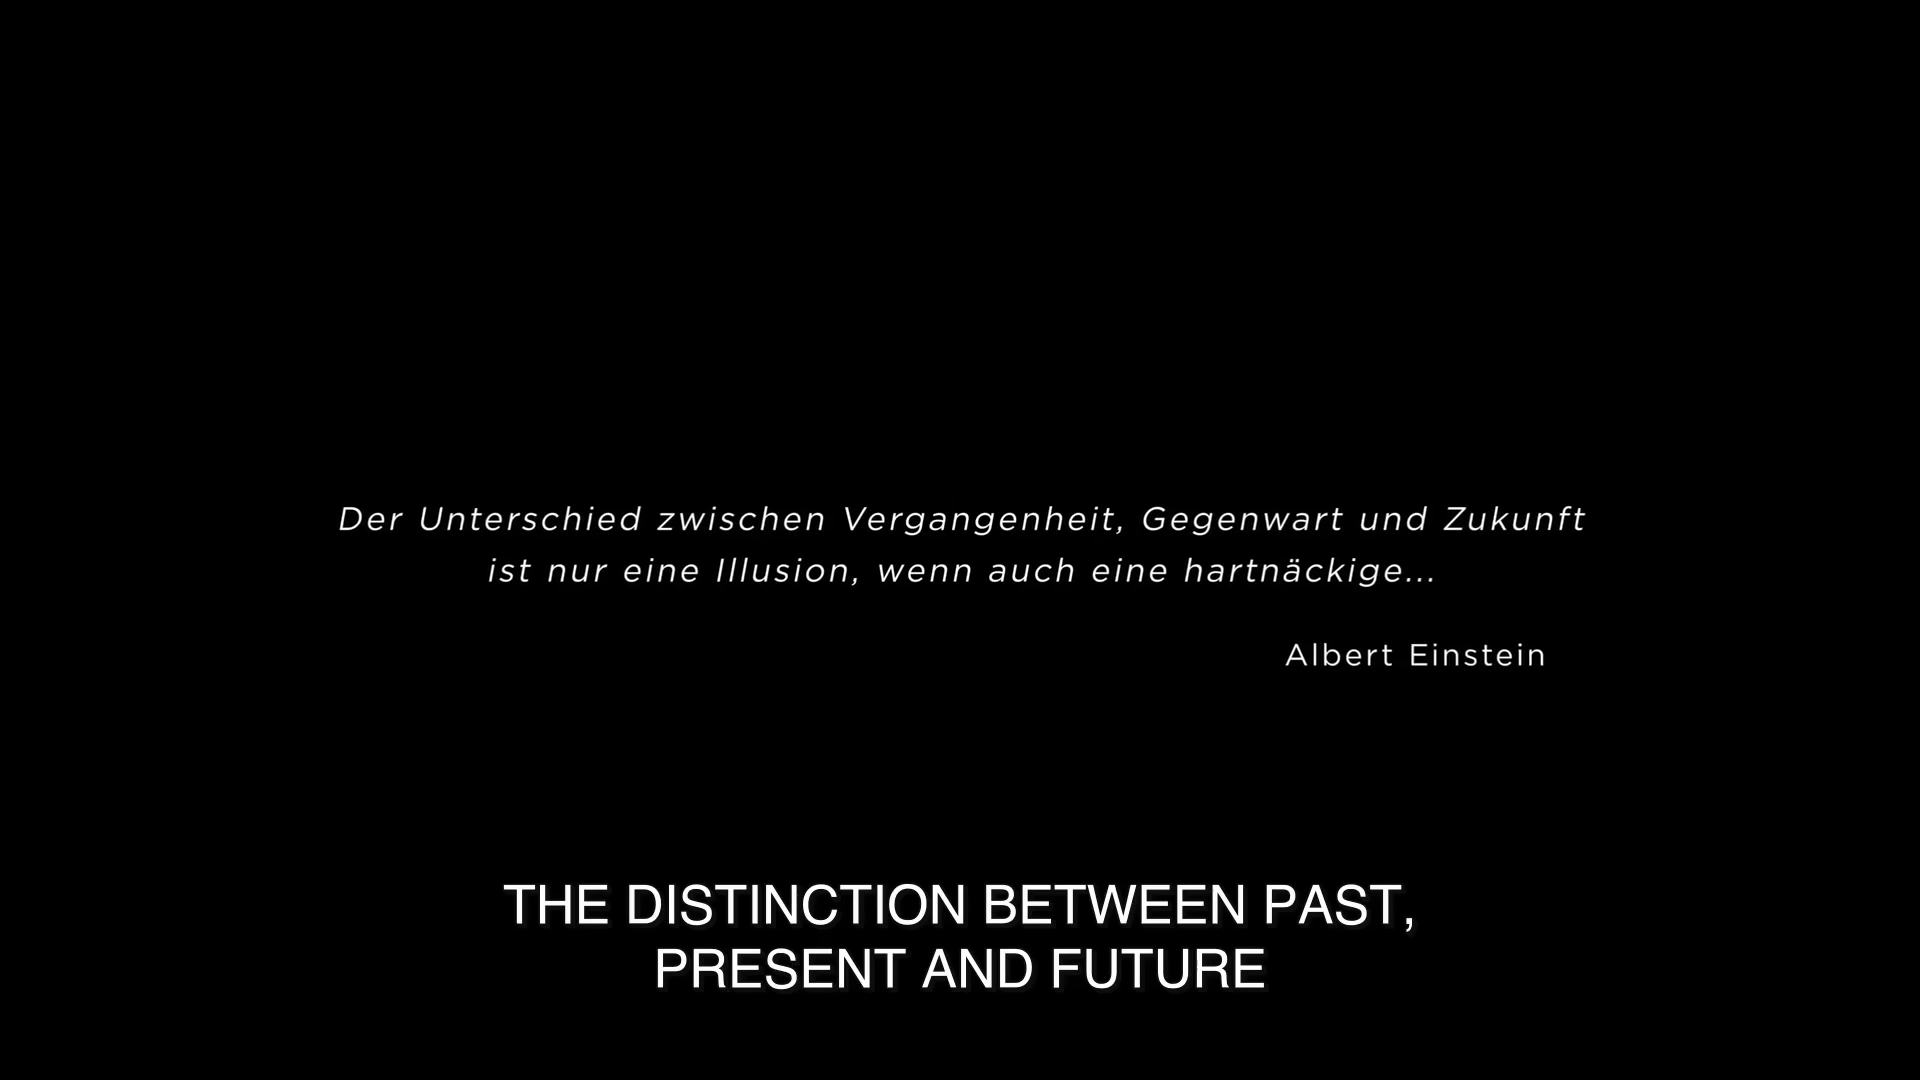 Der Unterschied zwischen Vergangenheit, Gegenwart und Zukunft
ist nur eine Illusion, wenn auch eine hartnäckige...
Albert Einstein
THE DISTINCTION BETWEEN PAST,
PRESENT AND FUTURE